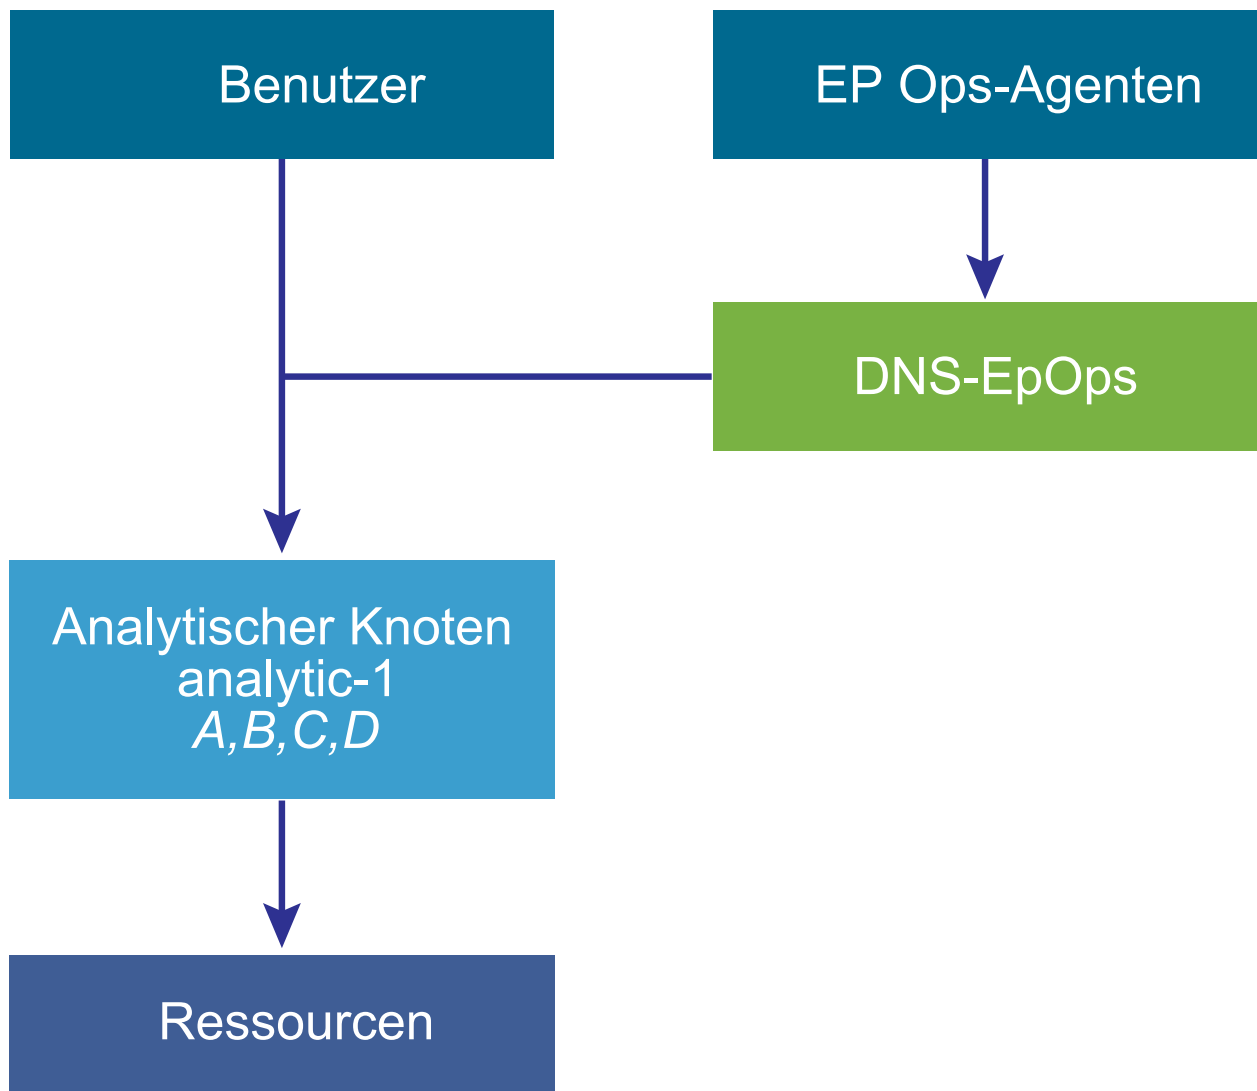 Benutzer
EP Ops-Agenten
DNS-EpOps
Analytischer Knoten
analytic-1
A,B,C,D
Ressourcen